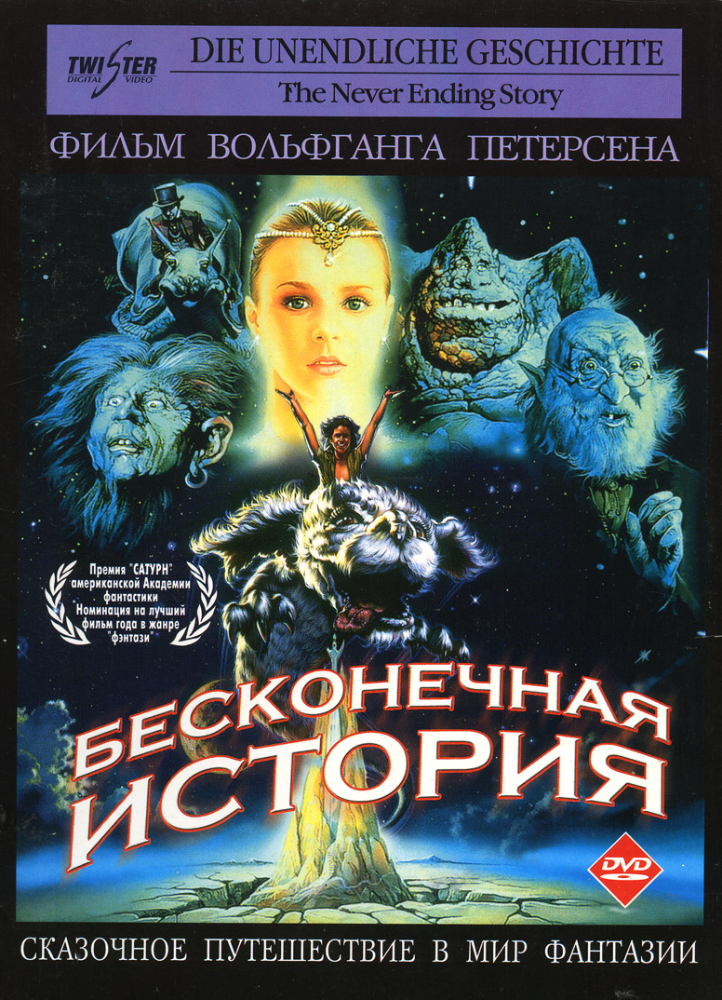 TWISTER
DIGITAL VIDEO
DIE UNENDLICHE GESCHICHTE
The Never Ending Story
ФИЛЬМ ВОЛЬФГАНГА ПЕТЕРСЕНА
Премия "САТУРН"
американской Академии
фантастики
Номинация на лучший
фильм года в жанре
"фэнтази"
БЕСКОНЕЧНАЯ
ИСТОРИЯ
DVD
СКАЗОЧНОЕ ПУТЕШЕСТВИЕ В МИР ФАНТАЗИИ